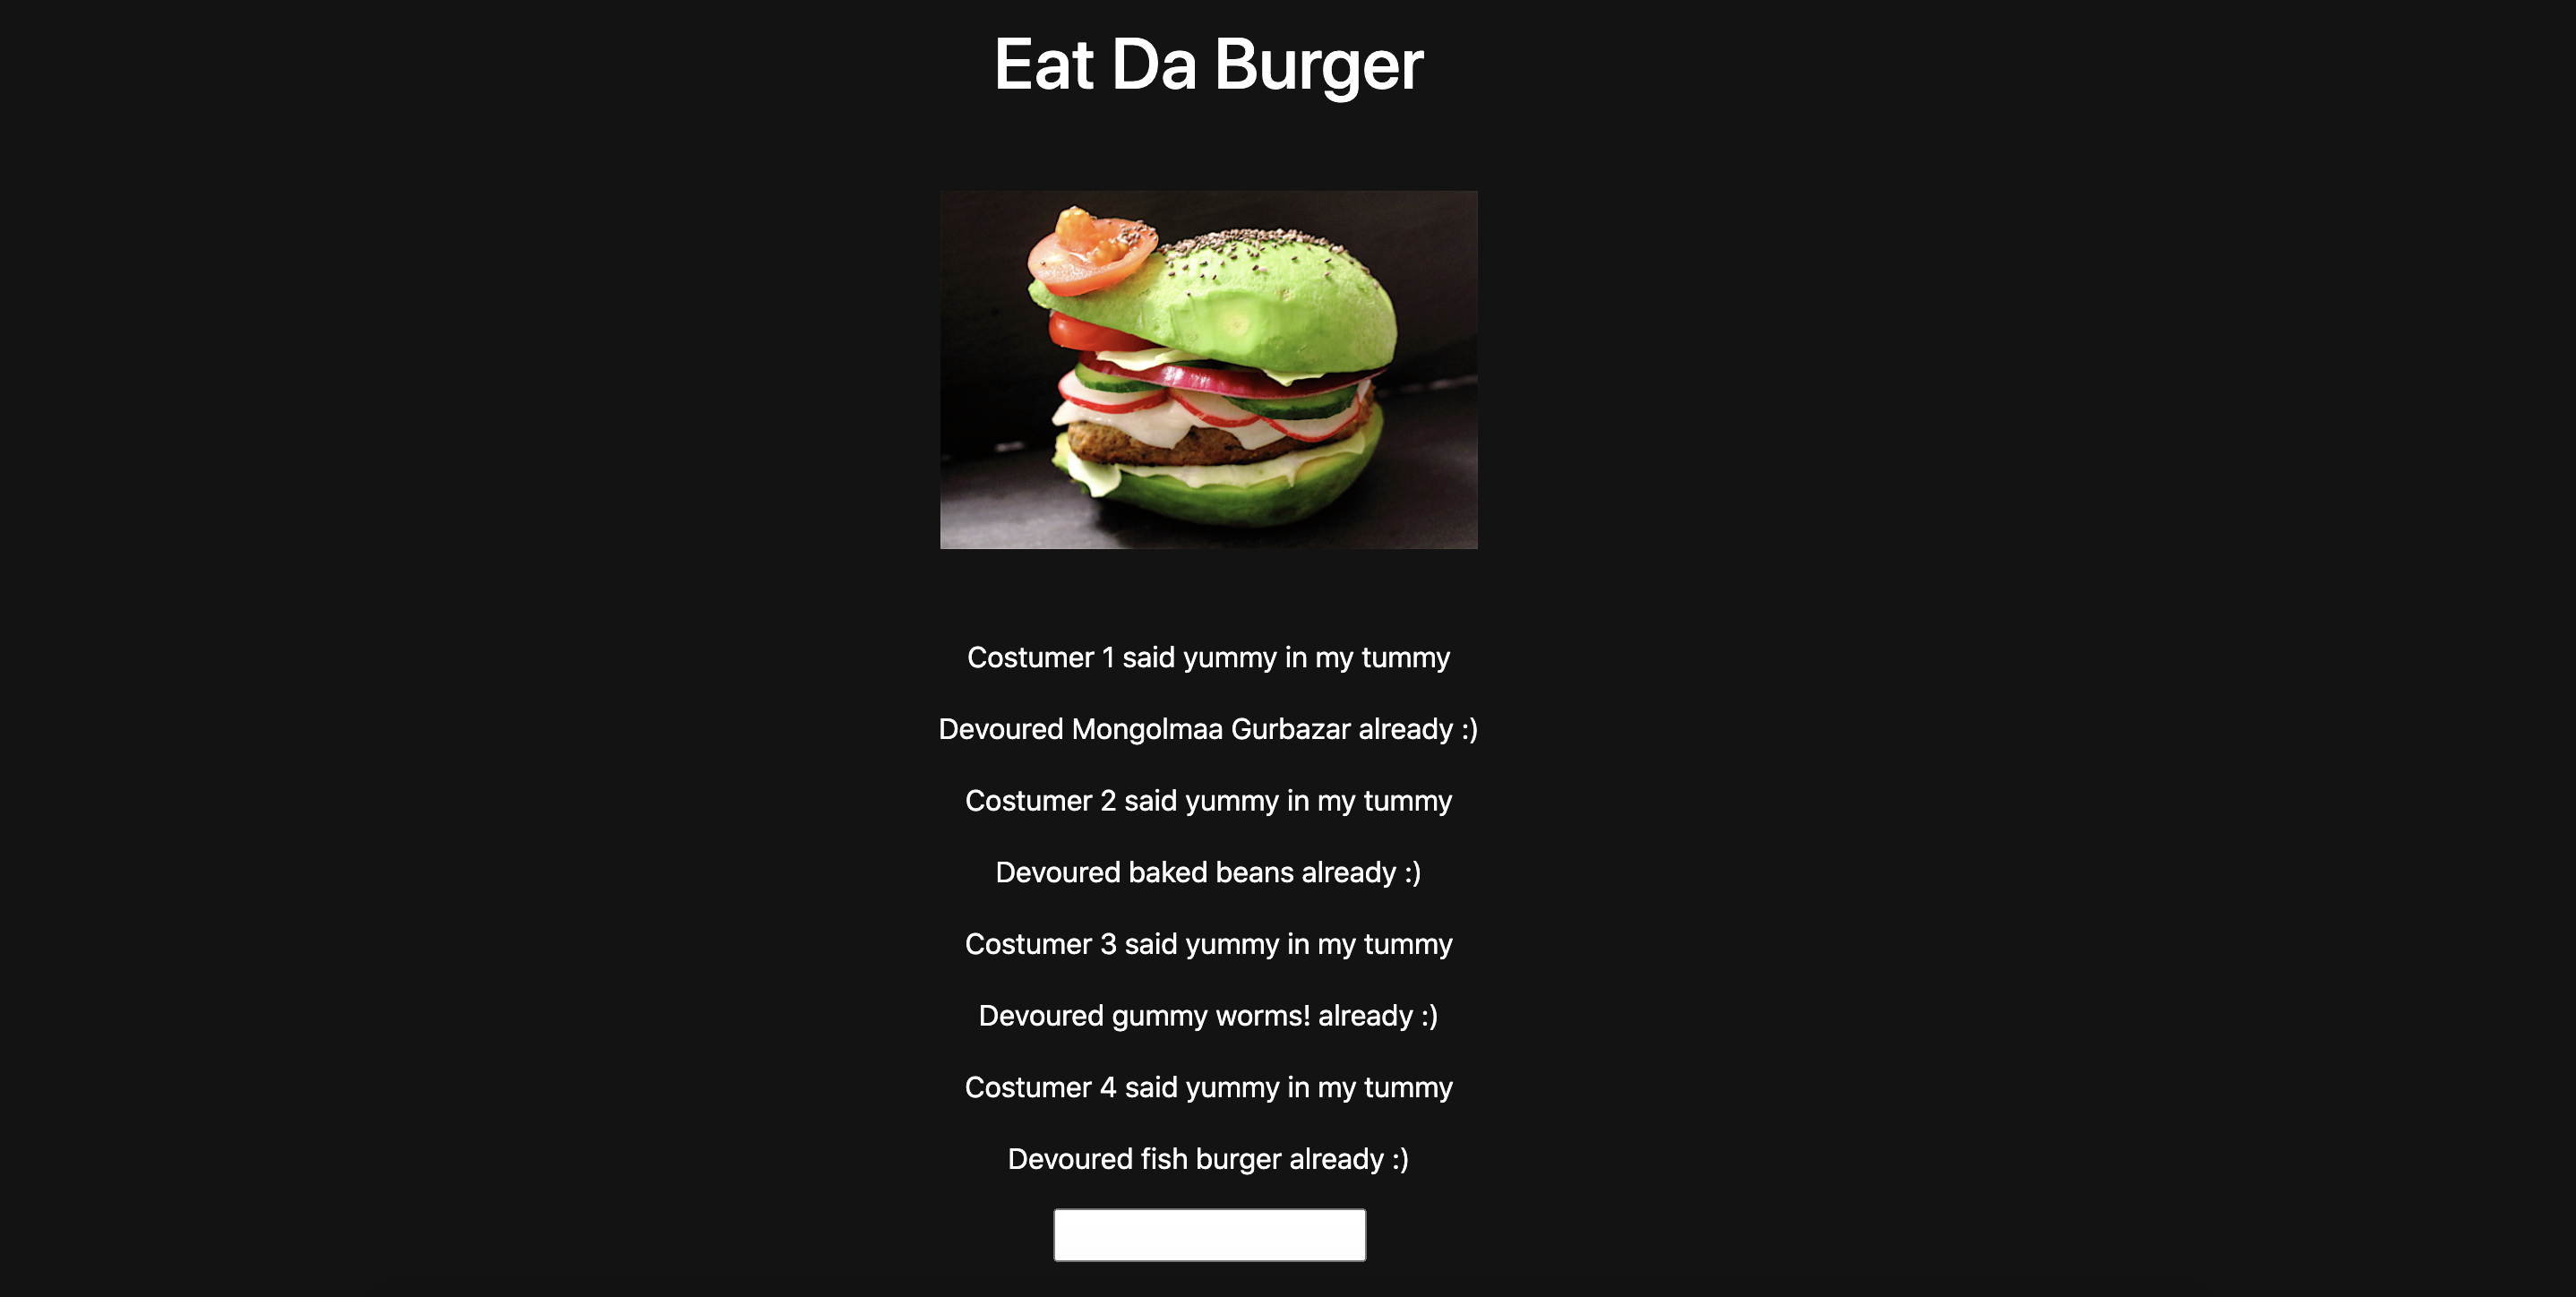 Eat Da Burger
Costumer 1 said yummy in my tummy
Devoured Mongolmaa Gurbazar already :)
Costumer 2 said yummy in my tummy
Devoured baked beans already :)
Costumer 3 said yummy in my tummy
Devoured gummy worms! already :)
Costumer 4 said yummy in my tummy
Devoured fish burger already :)